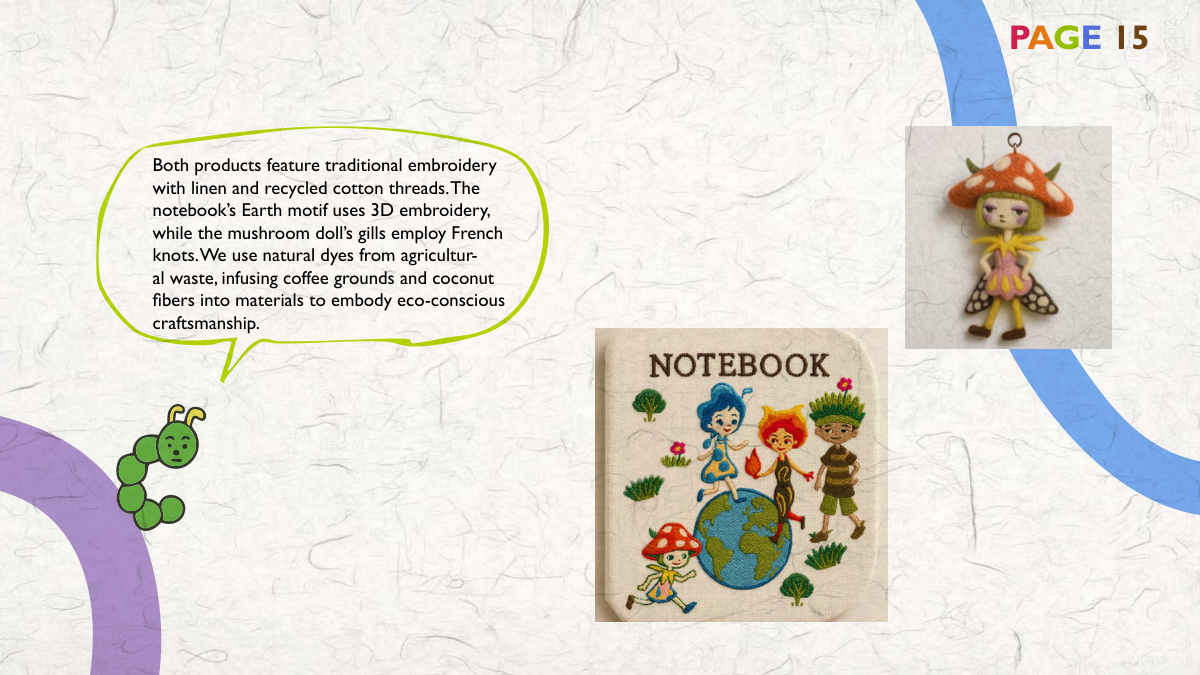 PAGE 15
Both products feature traditional embroidery
with linen and recycled cotton threads. The
notebook’s Earth motif uses 3D embroidery,
while the mushroom doll’s gills employ French
knots. We use natural dyes from agricultur-
al waste, infusing coffee grounds and coconut
fibers into materials to embody eco-conscious
craftsmanship.
NOTEBOOK